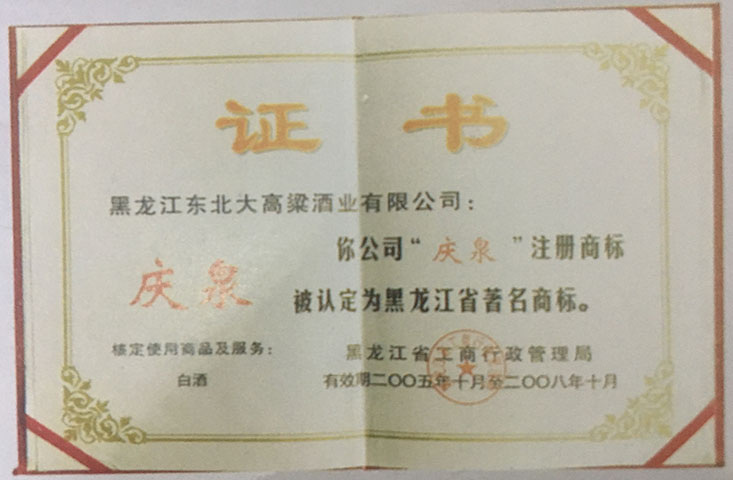 证 书
黑龙江东北大高粱酒业有限公司：
你公司“庆泉”注册商标
庆泉
被认定为黑龙江省著名商标。
核定使用商品及服务：
白酒
黑龙江省工商行政管理局
有效期二〇〇五年十月至二〇〇八年十月